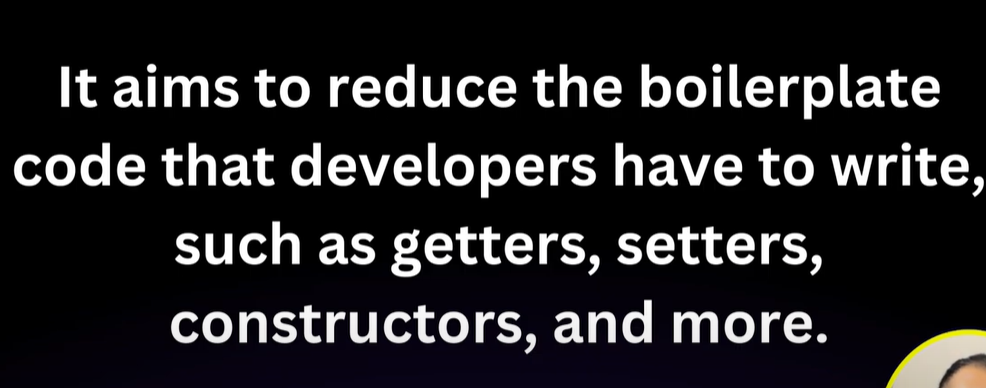 It aims to reduce the boilerplate
code that developers have to write,
such as getters, setters,
constructors, and more.